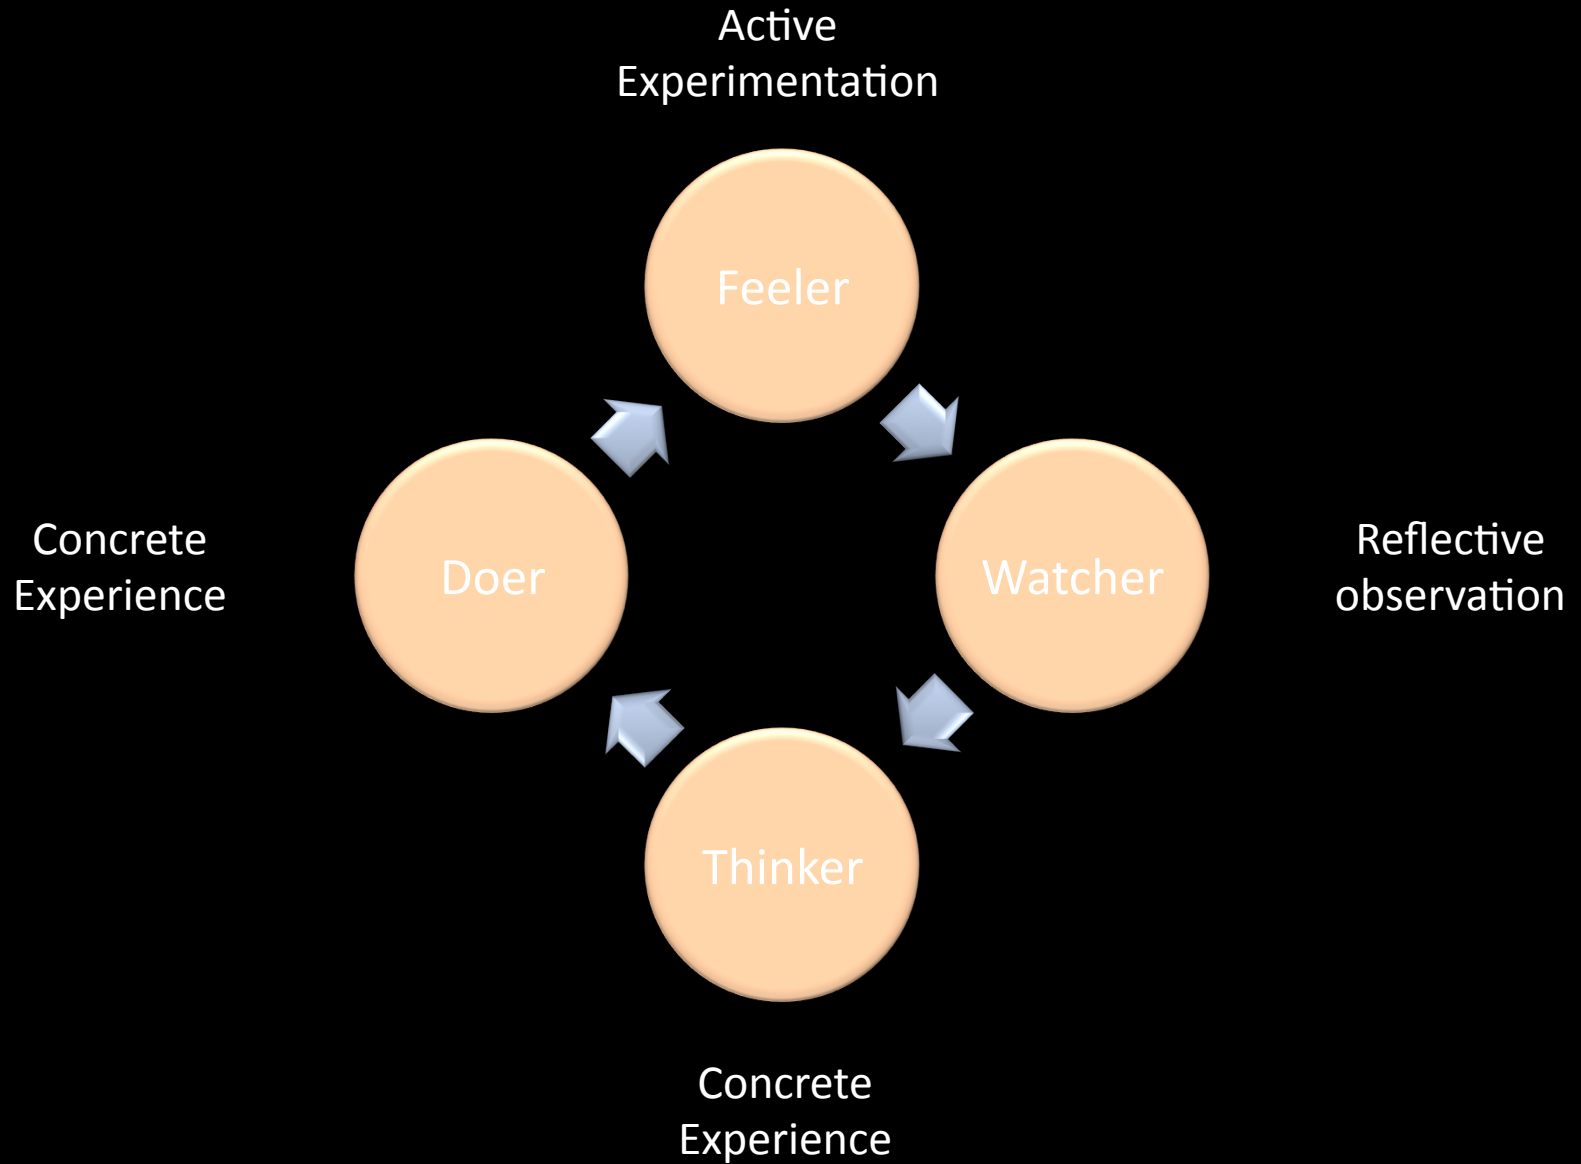 Active
Experimentation
Feeler
Concrete
Experience
Doer
Watcher
Reflective
observation
Thinker
Concrete
Experience